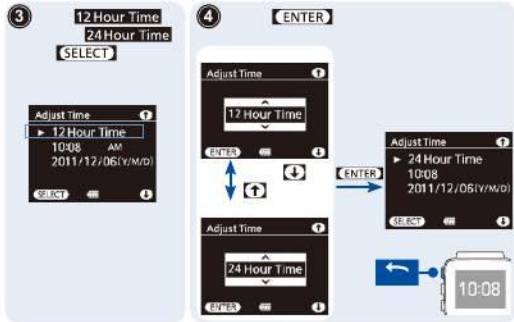 3
12 Hour Time
24 Hour Time
SELECT
Adjust Time
12 Hour Time
10:08 AM
2011/12/06(Y/M/D)
SELECT
4
ENTER
Adjust Time
12 Hour Time
ENTER
Adjust Time
24 Hour Time
ENTER
ENTER
Adjust Time
24 Hour Time
10:08
2011/12/06(Y/M/D)
SELECT
10:08